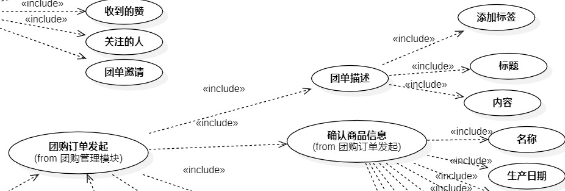 «include»
收到的赞
«include»
关注的人
团单邀请
添加标签
«include»
标题
«include»
团单描述
«include»
«include»
内容
«include»
团购订单发起
(from 团购管理模块)
确认商品信息
(from 团购订单发起)
«include»
名称
«include»
«include»
«include»
生产日期
«include»